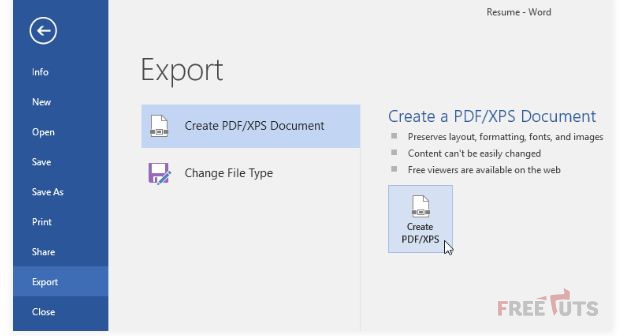 Resume - Word
Info
New
Open
Save
Save As
Print
Share
Export
Close
Export
Create PDF/XPS Document
Change File Type
Create a PDF/XPS Document
Preserves layout, formatting, fonts, and images
Content can't be easily changed
Free viewers are available on the web
Create
PDF/XPS
FREETUTS